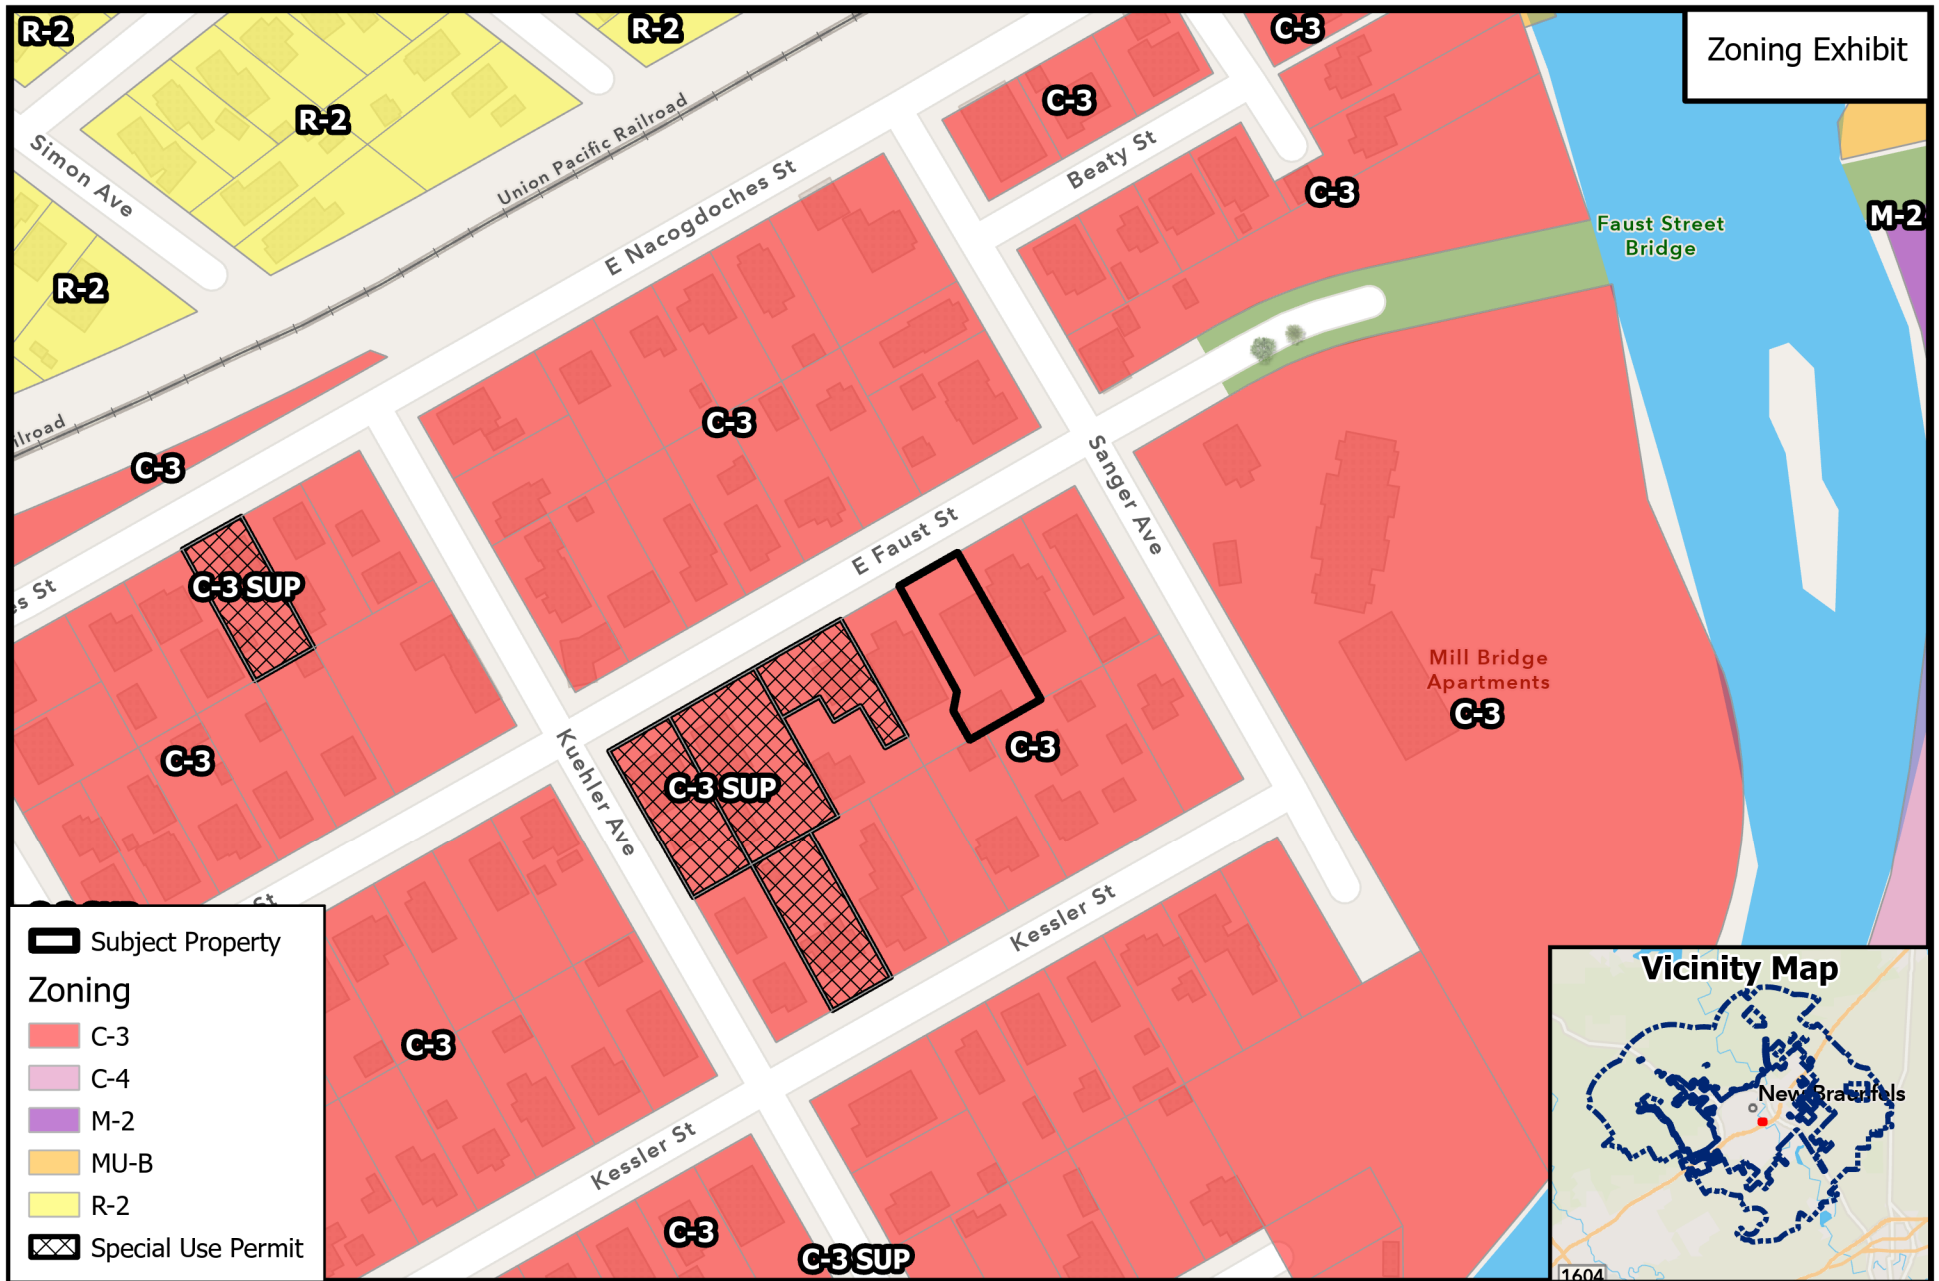 R-2
R-2
C-3
Zoning Exhibit
R-2
C-3
Simon Ave
Union Pacific Railroad
Beaty St
E Nacogdoches St
C-3
M-2
Faust Street
Bridge
R-2
C-3
ilroad
C-3
Sanger Ave
E Faust St
C-3 SUP
es St
Mill Bridge
Apartments
C-3
C-3
C-3
Kuehler Ave
C-3 SUP
St
Kessler St
C-3
Kessler St
C-3
C-3 SUP
Subject Property
Zoning
C-3
C-4
M-2
MU-B
R-2
Special Use Permit
Vicinity Map
New Braunfels
1604